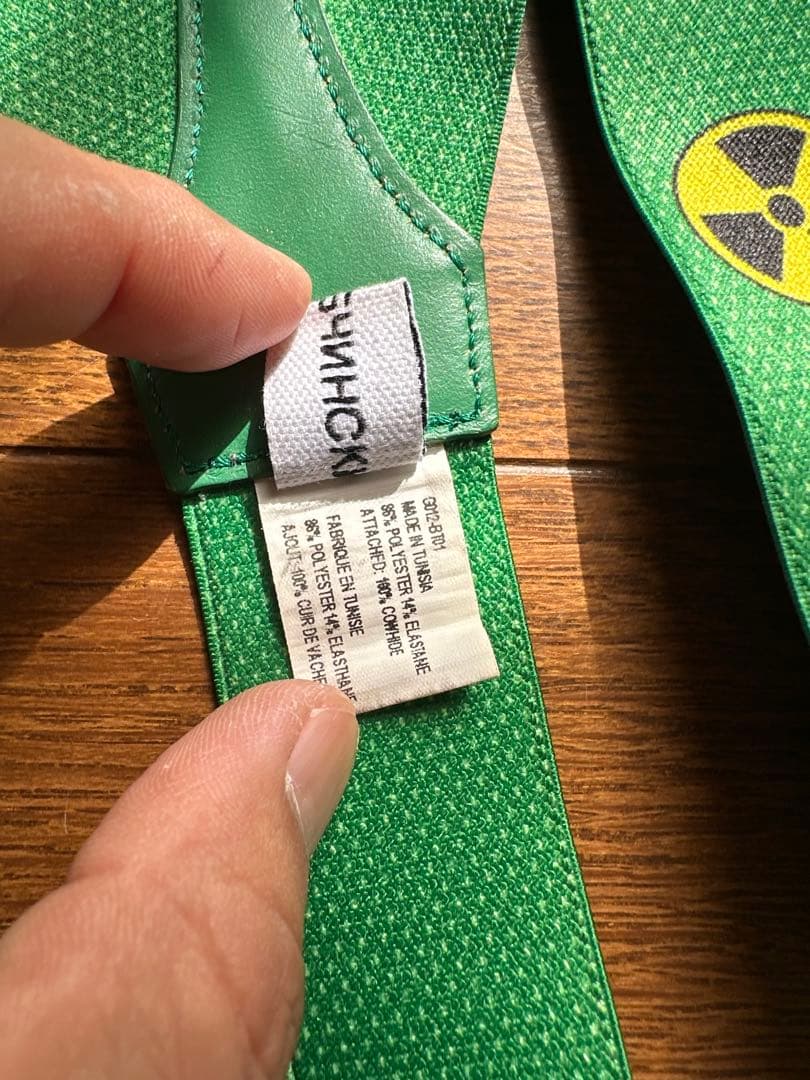 БЧИНСКИ
G012-BT01
MADE IN TUNISIA
86% POLYESTER 14% ELASTANE
ATTACHED: 100% COWHIDE
FABRIQUE EN TUNISIE
86% POLYESTER 14% ELASTHANE
AJOUT: 100% CUIR DE VACHE